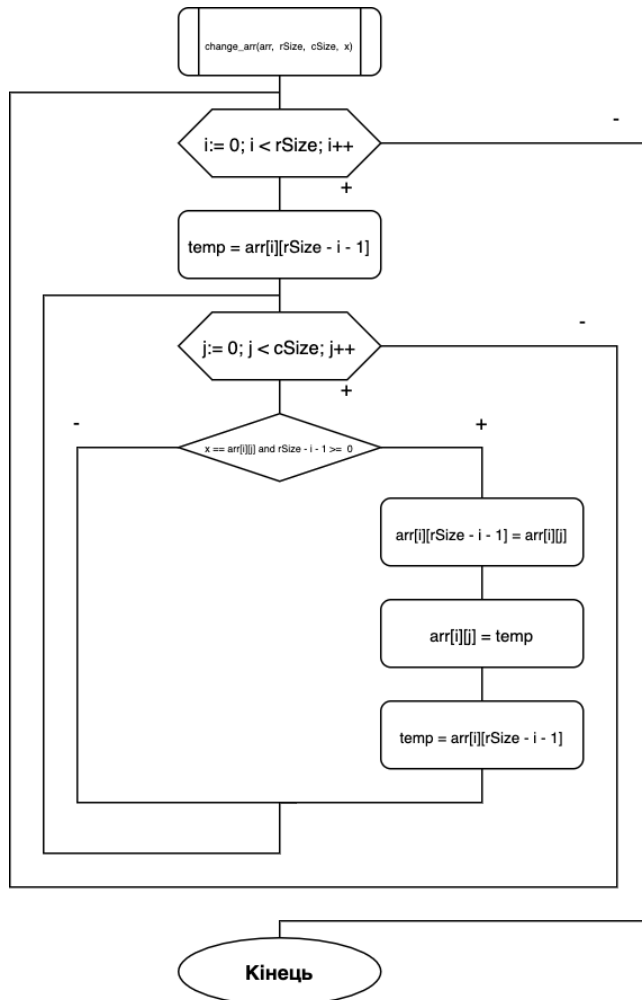 change_arr(arr, rSize, cSize, x)
-
i:= 0; i < rSize; i++
+
temp = arr[i][rSize - i - 1]
-
j:= 0; j < cSize; j++
+
-
+
x == arr[i][j] and rSize - i - 1 >= 0
arr[i][rSize - i - 1] = arr[i][j]
arr[i][j] = temp
temp = arr[i][rSize - i - 1]
Кінець